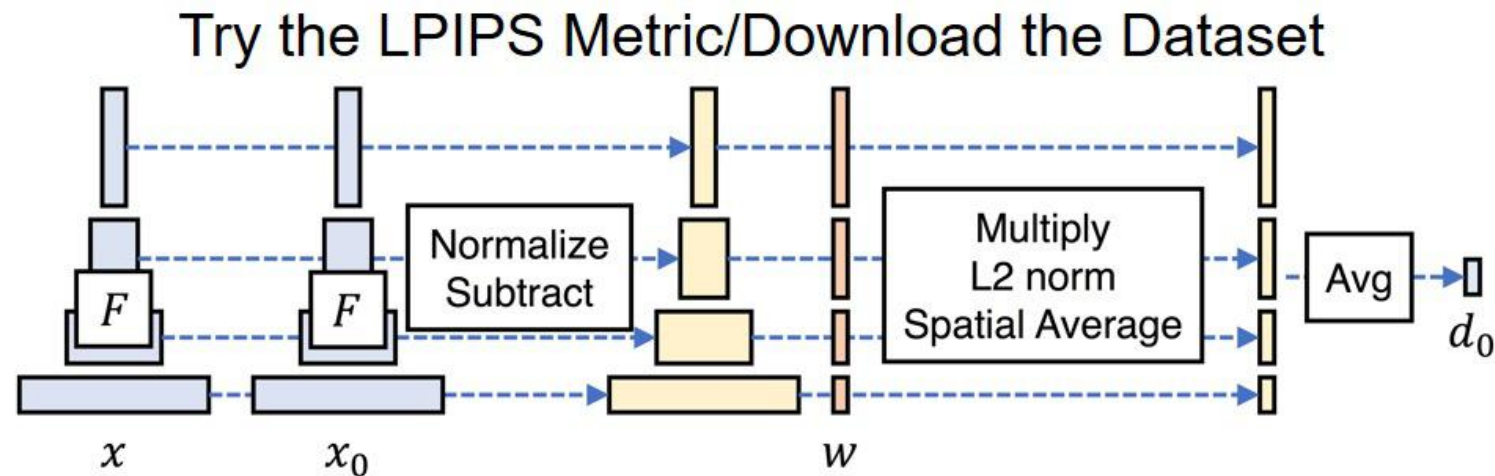 Try the LPIPS Metric/Download the Dataset
F
F
Normalize
Subtract
Multiply
L2 norm
Spatial Average
Avg
d₀
x
x₀
w